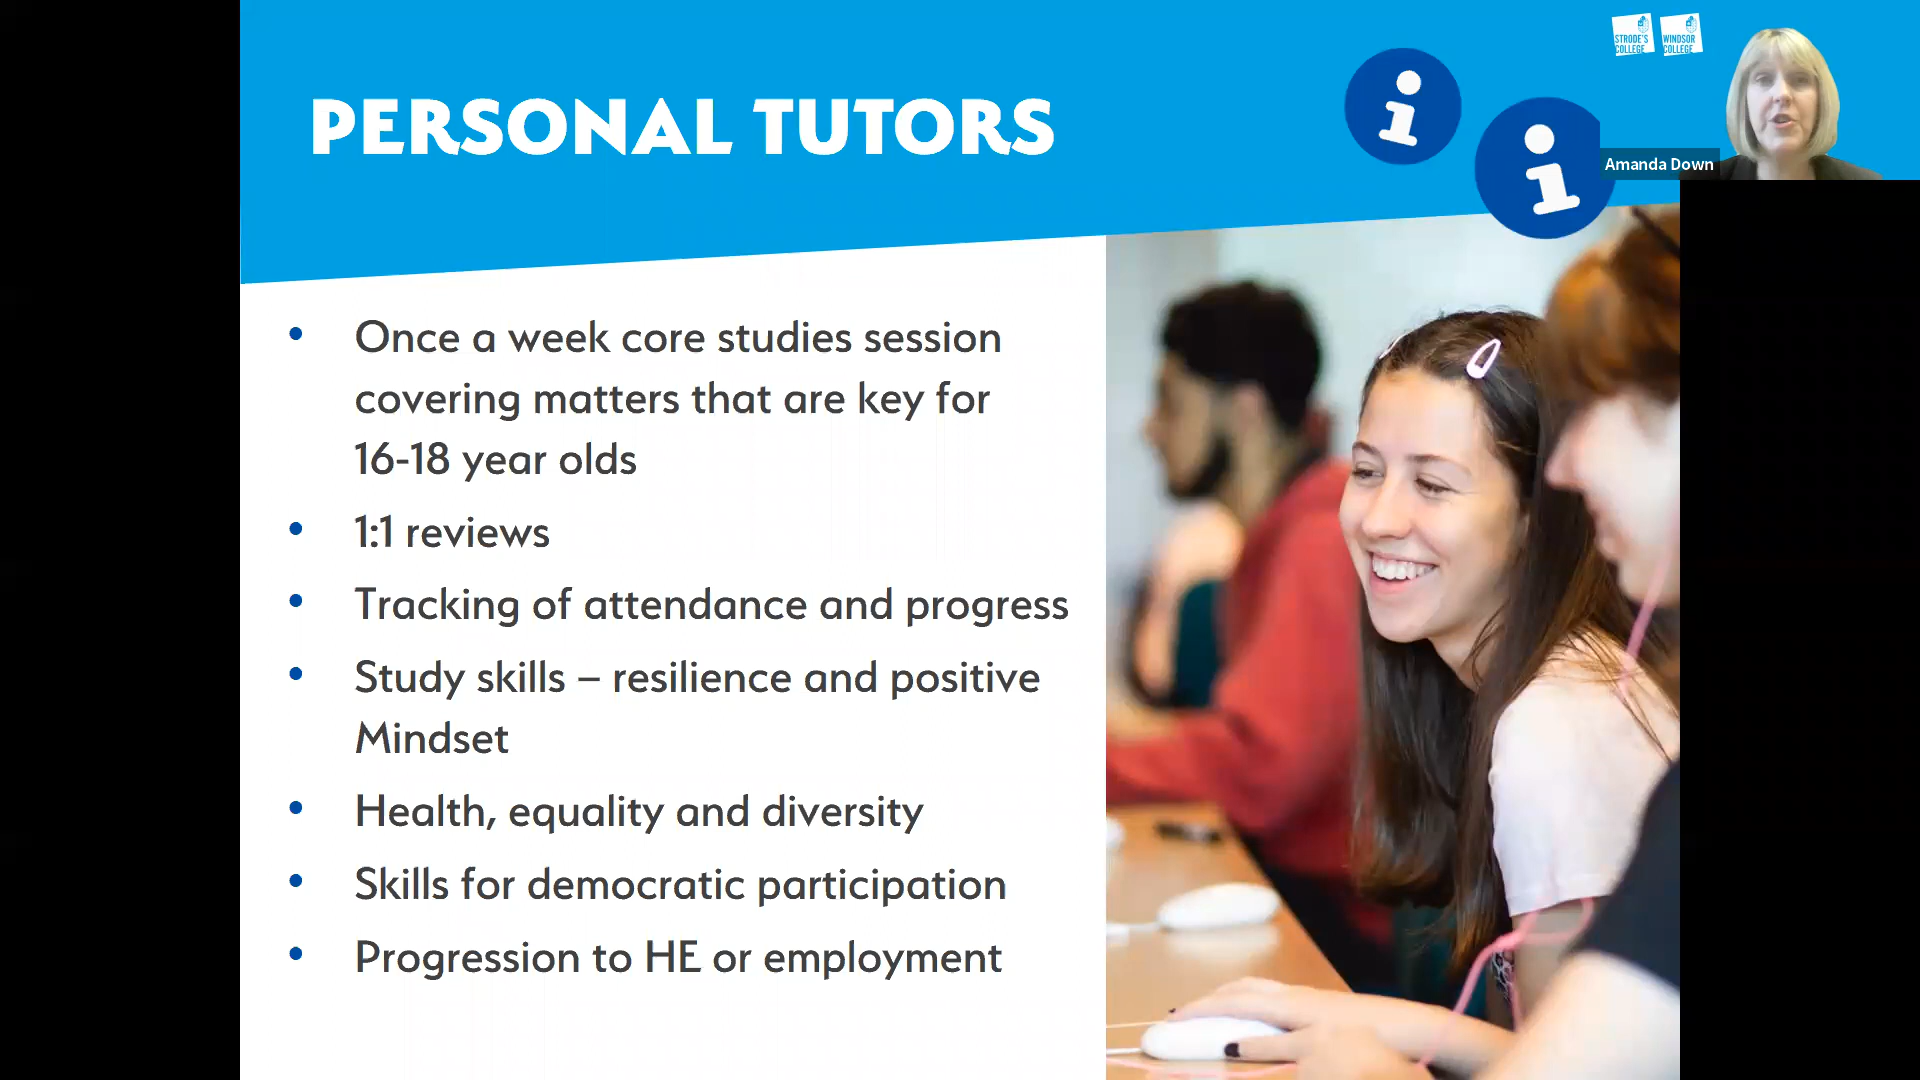 STRODE'S
COLLEGE
WINDSOR
COLLEGE
PERSONAL TUTORS
Amanda Down
• Once a week core studies session
covering matters that are key for
16-18 year olds
• 1:1 reviews
• Tracking of attendance and progress
• Study skills – resilience and positive
Mindset
• Health, equality and diversity
• Skills for democratic participation
• Progression to HE or employment